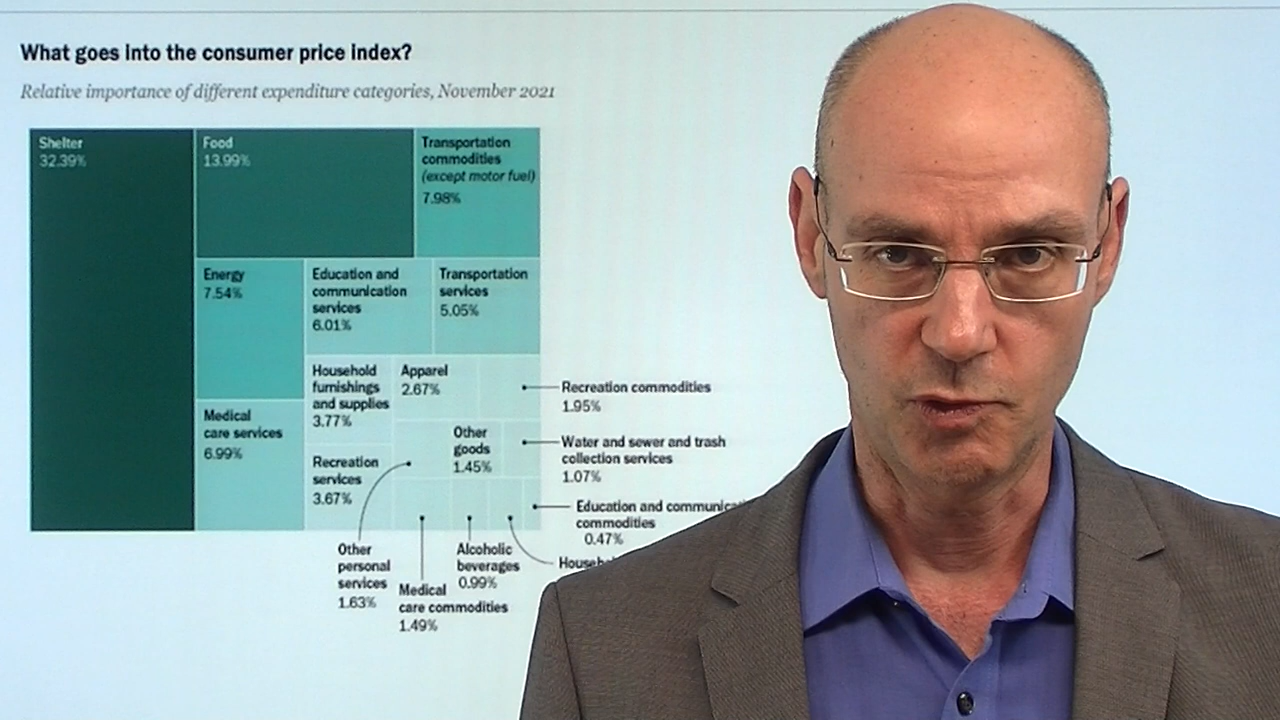 What goes into the consumer price index?
Relative importance of different expenditure categories, November 2021
Shelter
32.39%
Food
13.99%
Transportation
commodities
(except motor fuel)
7.98%
Energy
7.54%
Education and
communication
services
6.01%
Transportation
services
5.05%
Household
furnishings
and supplies
3.77%
Apparel
2.67%
Recreation commodities
1.95%
Medical
care services
6.99%
Other
goods
1.45%
Water and sewer and trash
collection services
1.07%
Recreation
services
3.67%
Education and
commodities
0.47%
Other
personal
services
1.63%
Medical
care commodities
1.49%
Alcoholic
beverages
0.99%